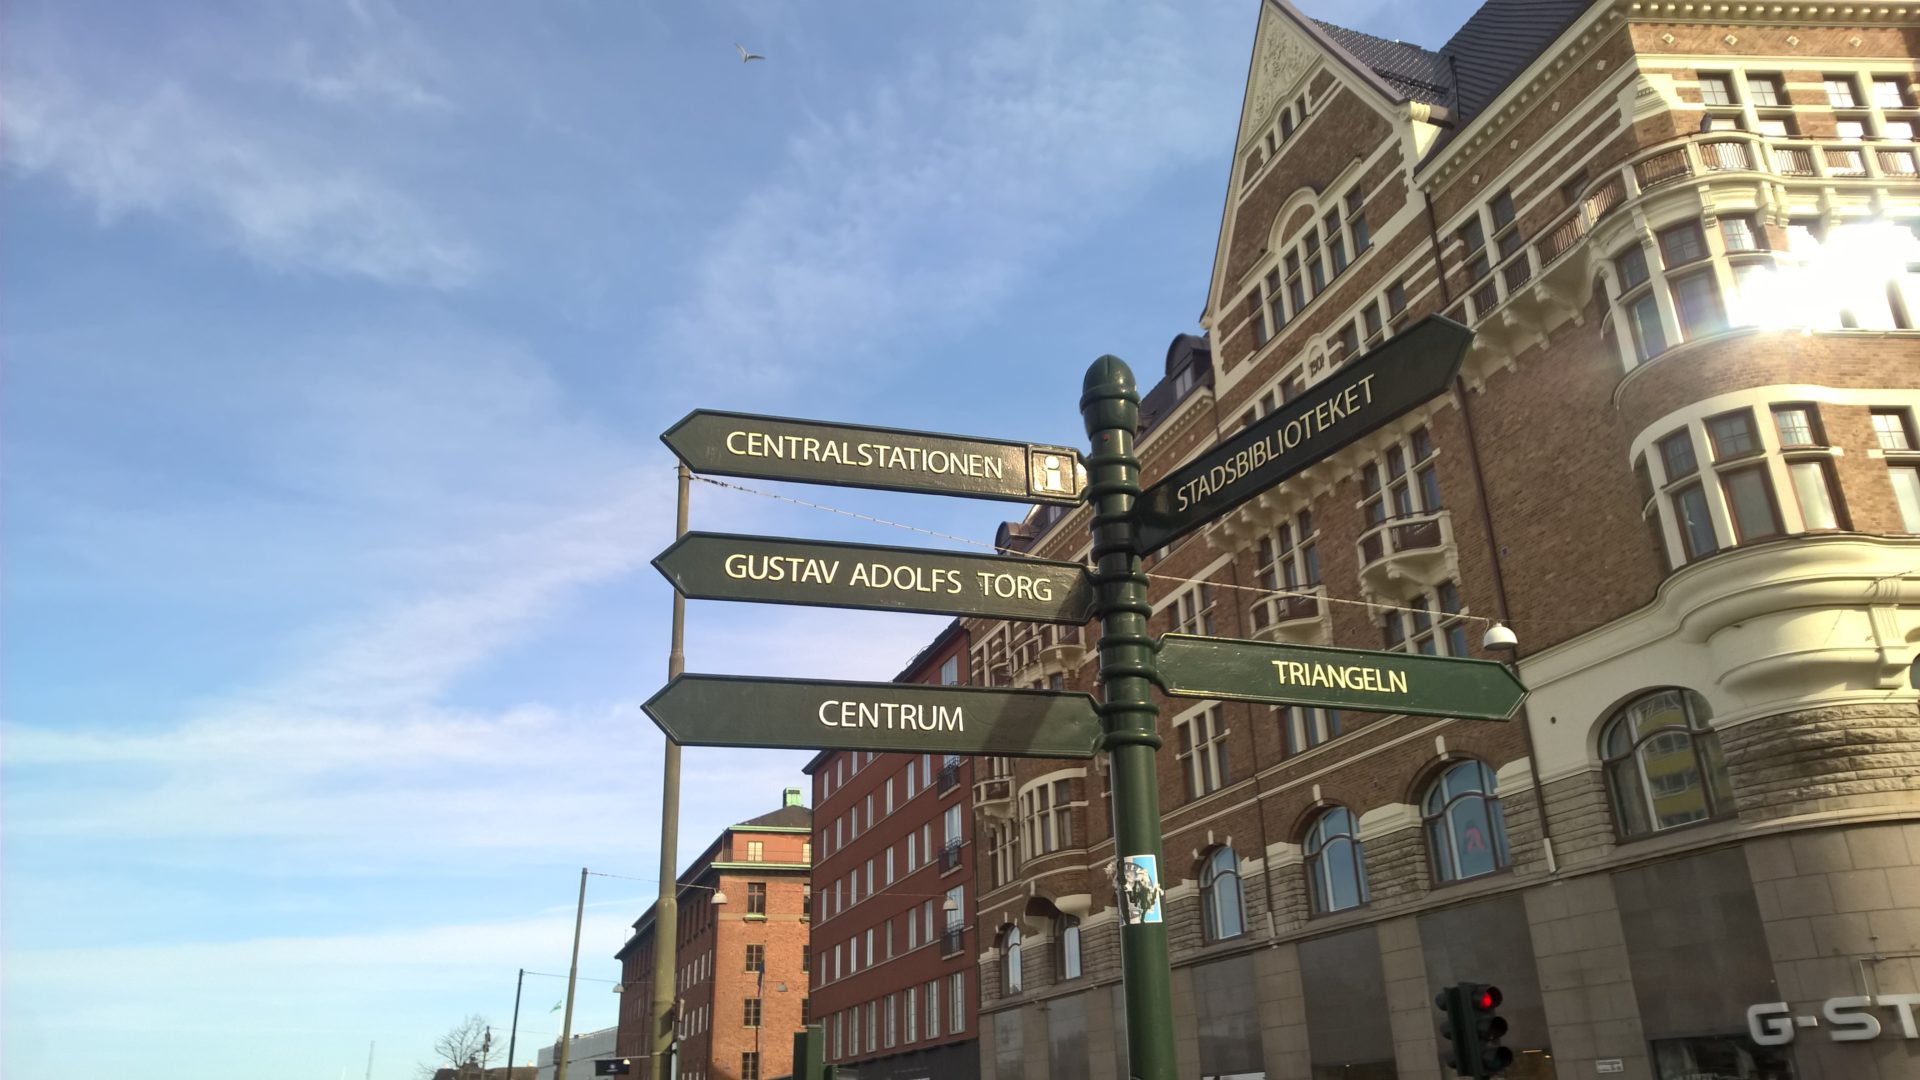 CENTRALSTATIONEN i
STADSBIBLIOTEKET
GUSTAV ADOLFS TORG
TRIANGELN
CENTRUM
G-ST